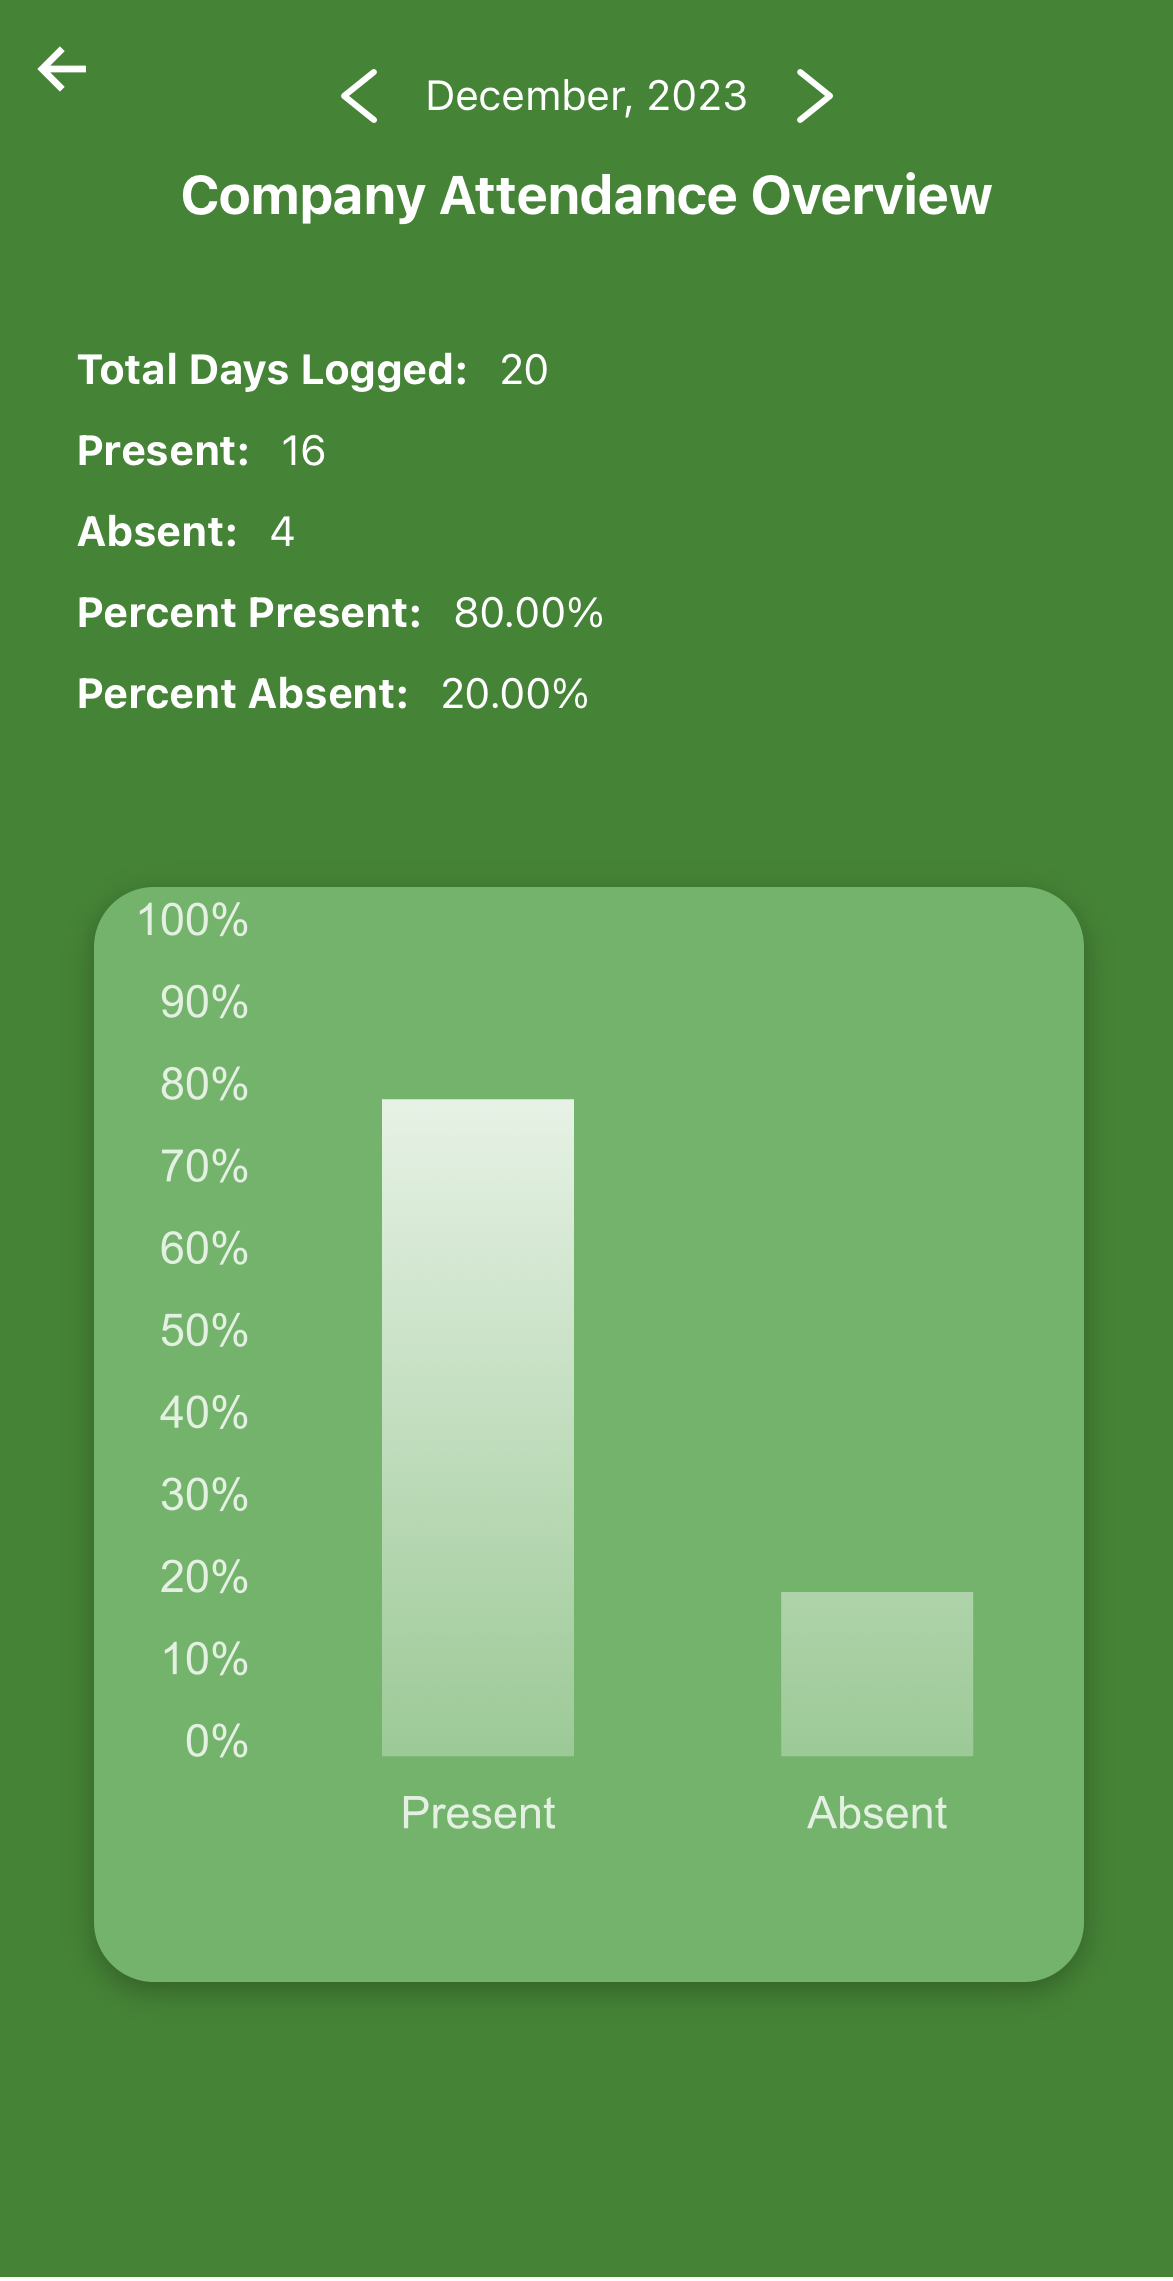 December, 2023
Company Attendance Overview
Total Days Logged: 20
Present: 16
Absent: 4
Percent Present: 80.00%
Percent Absent: 20.00%
100%
90%
80%
70%
60%
50%
40%
30%
20%
10%
0%
Present Absent